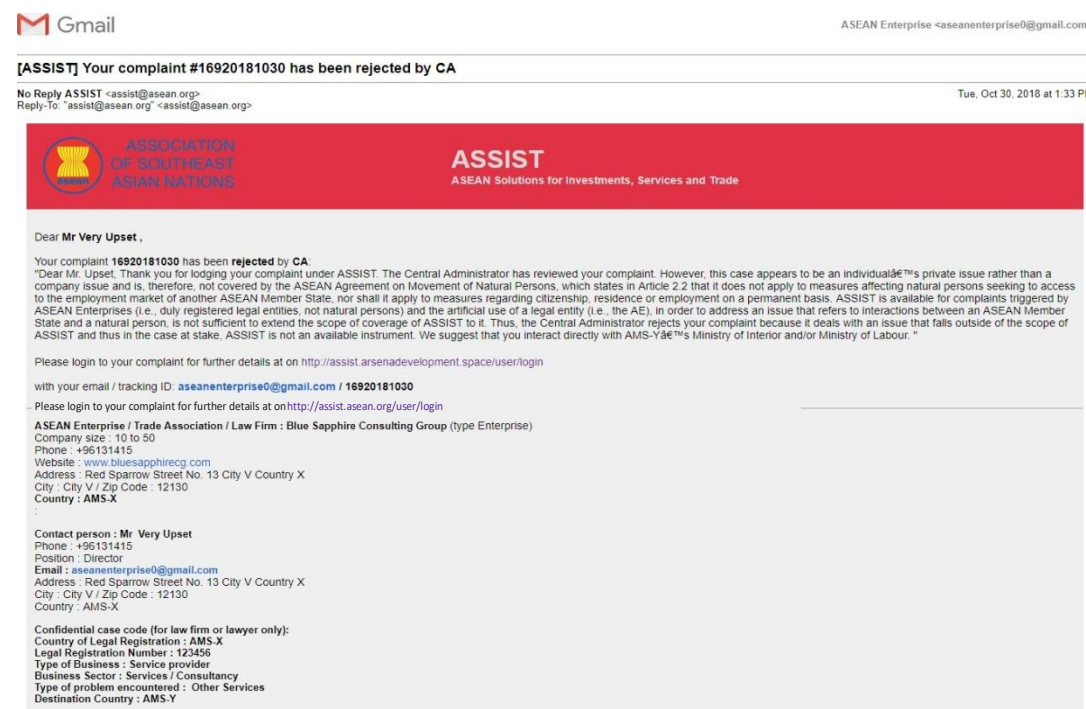 Gmail
ASEAN Enterprise <aseanenterprise0@gmail.com
[ASSIST] Your complaint #16920181030 has been rejected by CA
No Reply ASSIST <assist@asean.org>
Tue, Oct 30, 2018 at 1:33 P
Reply-To: "assist@asean.org" <assist@asean.org>
ASSOCIATION
OF SOUTHEAST
ASIAN NATIONS
asean
ASSIST
ASEAN Solutions for Investments, Services and Trade
Dear Mr Very Upset ,
Your complaint 16920181030 has been rejected by CA:
"Dear Mr. Upset, Thank you for lodging your complaint under ASSIST. The Central Administrator has reviewed your complaint. However, this case appears to be an individualâ€™s private issue rather than a
company issue and is, therefore, not covered by the ASEAN Agreement on Movement of Natural Persons, which states in Article 2.2 that it does not apply to measures affecting natural persons seeking to access
to the employment market of another ASEAN Member State, nor shall it apply to measures regarding citizenship, residence or employment on a permanent basis. ASSIST is available for complaints triggered by
ASEAN Enterprises (i.e., duly registered legal entities, not natural persons) and the artificial use of a legal entity (i.e., the AE), in order to address an issue that refers to interactions between an ASEAN Member
State and a natural person, is not sufficient to extend the scope of coverage of ASSIST to it. Thus, the Central Administrator rejects your complaint because it deals with an issue that falls outside of the scope of
ASSIST and thus in the case at stake, ASSIST is not an available instrument. We suggest that you interact directly with AMS-Yâ€™s Ministry of Interior and/or Ministry of Labour. "
Please login to your complaint for further details at on http://assist.arsenadevelopment.space/user/login
with your email / tracking ID: aseanenterprise0@gmail.com / 16920181030
Please login to your complaint for further details at on http://assist.asean.org/user/login
ASEAN Enterprise / Trade Association / Law Firm : Blue Sapphire Consulting Group (type Enterprise)
Company size : 10 to 50
Phone : +96131415
Website : www.bluesapphirecg.com
Address : Red Sparrow Street No. 13 City V Country X
City : City V / Zip Code : 12130
Country : AMS-X
:
Contact person : Mr Very Upset
Phone : +96131415
Position : Director
Email : aseanenterprise0@gmail.com
Address : Red Sparrow Street No. 13 City V Country X
City : City V / Zip Code : 12130
Country : AMS-X
Confidential case code (for law firm or lawyer only):
Country of Legal Registration : AMS-X
Legal Registration Number : 123456
Type of Business : Service provider
Business Sector : Services / Consultancy
Type of problem encountered : Other Services
Destination Country : AMS-Y